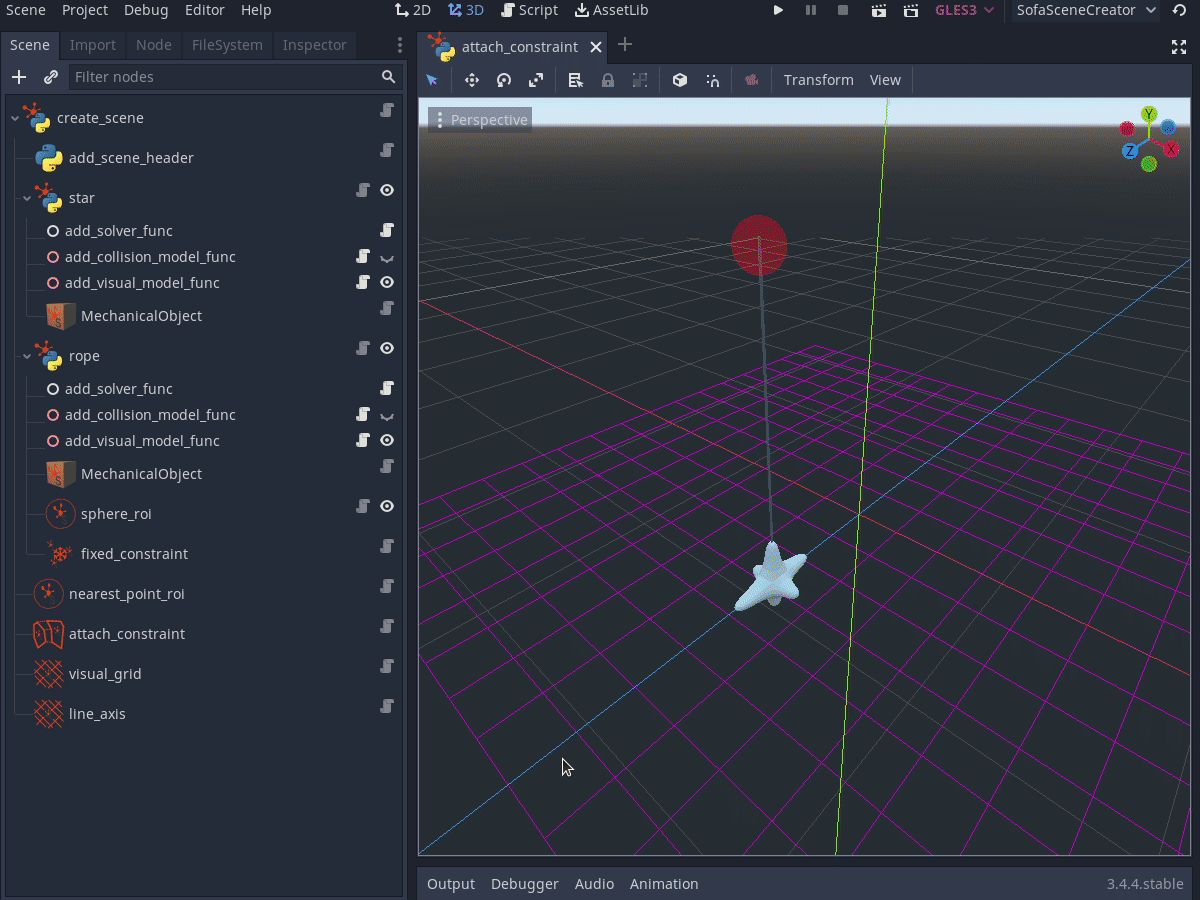 Scene Project Debug Editor Help 2D 3D Script AssetLib GLES3 SofaSceneCreator
Scene Import Node FileSystem Inspector
attach_constraint
Filter nodes
Transform View
Perspective
create_scene
add_scene_header
star
add_solver_func
add_collision_model_func
add_visual_model_func
MechanicalObject
rope
add_solver_func
add_collision_model_func
add_visual_model_func
MechanicalObject
sphere_roi
fixed_constraint
nearest_point_roi
attach_constraint
visual_grid
line_axis
Y
Z
X
Output Debugger Audio Animation 3.4.4.stable